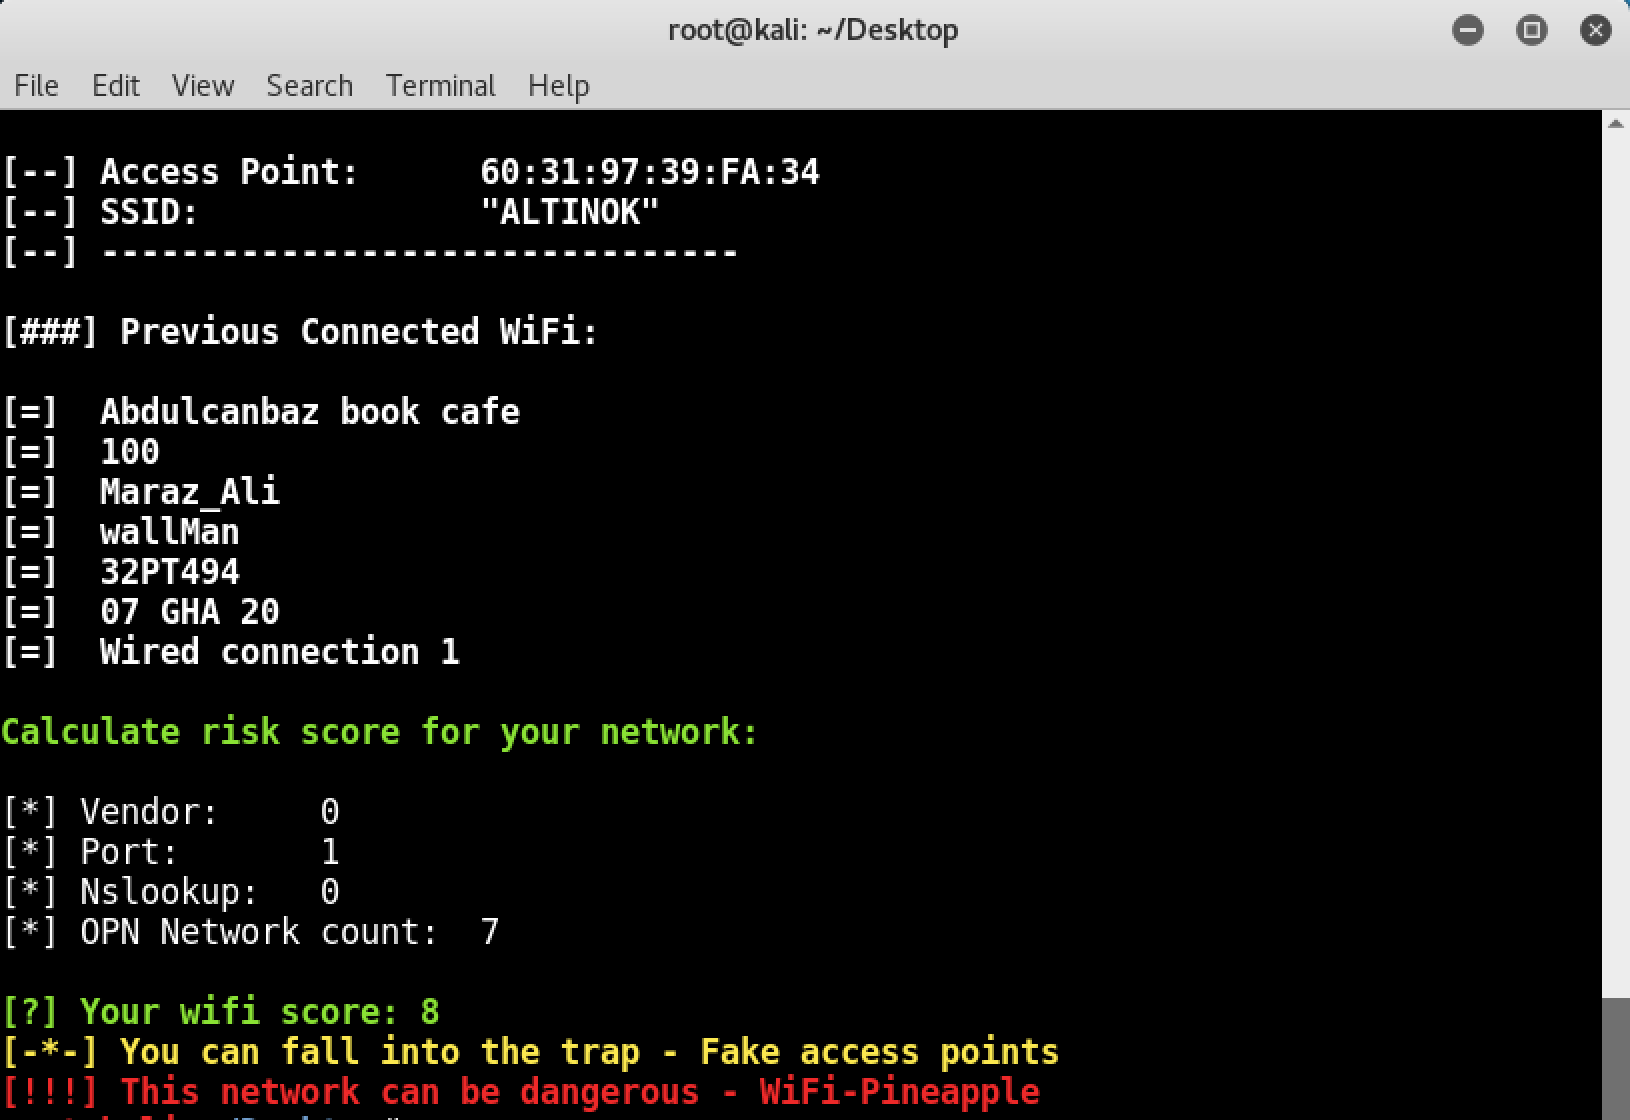 root@kali: ~/Desktop
File Edit View Search Terminal Help
[--] Access Point: 60:31:97:39:FA:34
[--] SSID: "ALTINOK"
[--] --------------------------------
[###] Previous Connected WiFi:
[=] Abdulcanbaz book cafe
[=] 100
[=] Maraz_Ali
[=] wallMan
[=] 32PT494
[=] 07 GHA 20
[=] Wired connection 1
Calculate risk score for your network:
[*] Vendor: 0
[*] Port: 1
[*] Nslookup: 0
[*] OPN Network count: 7
[?] Your wifi score: 8
[-*-] You can fall into the trap - Fake access points
[!!!] This network can be dangerous - WiFi-Pineapple